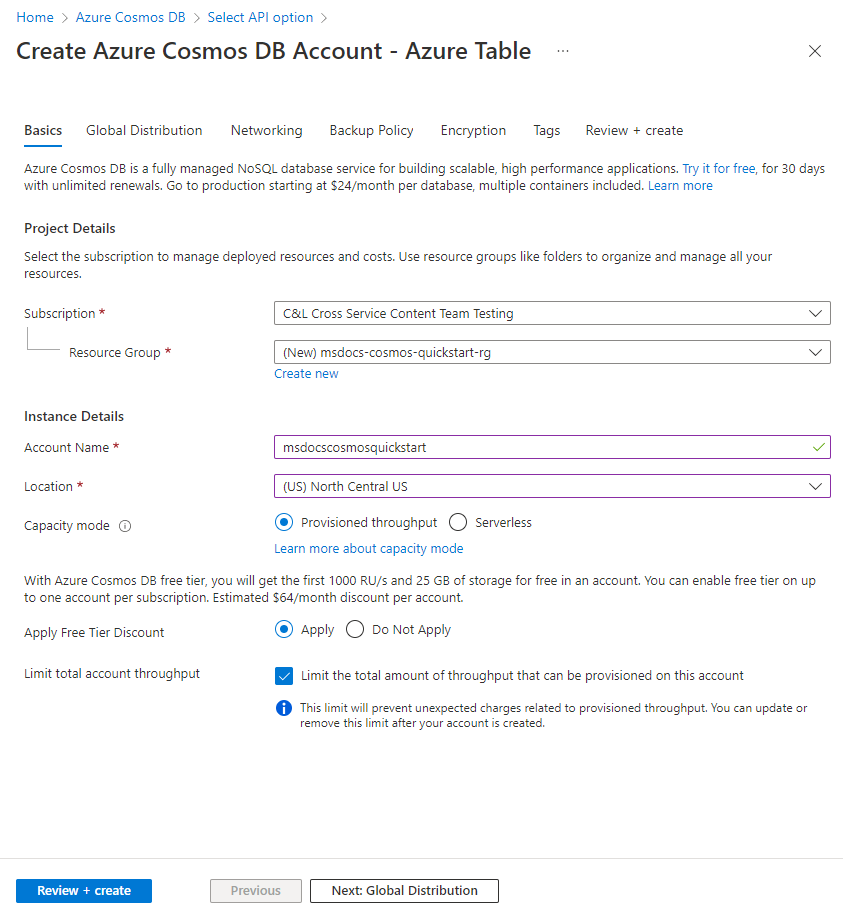 Home > Azure Cosmos DB > Select API option >
Create Azure Cosmos DB Account - Azure Table ...
Basics Global Distribution Networking Backup Policy Encryption Tags Review + create
Azure Cosmos DB is a fully managed NoSQL database service for building scalable, high performance applications. Try it for free, for 30 days
with unlimited renewals. Go to production starting at $24/month per database, multiple containers included. Learn more
Project Details
Select the subscription to manage deployed resources and costs. Use resource groups like folders to organize and manage all your
resources.
Subscription * C&L Cross Service Content Team Testing
Resource Group * (New) msdocs-cosmos-quickstart-rg
Create new
Instance Details
Account Name * msdocscosmosquickstart
Location * (US) North Central US
Capacity mode Provisioned throughput Serverless
Learn more about capacity mode
With Azure Cosmos DB free tier, you will get the first 1000 RU/s and 25 GB of storage for free in an account. You can enable free tier on up
to one account per subscription. Estimated $64/month discount per account.
Apply Free Tier Discount Apply Do Not Apply
Limit total account throughput Limit the total amount of throughput that can be provisioned on this account
This limit will prevent unexpected charges related to provisioned throughput. You can update or
remove this limit after your account is created.
Review + create Previous Next: Global Distribution